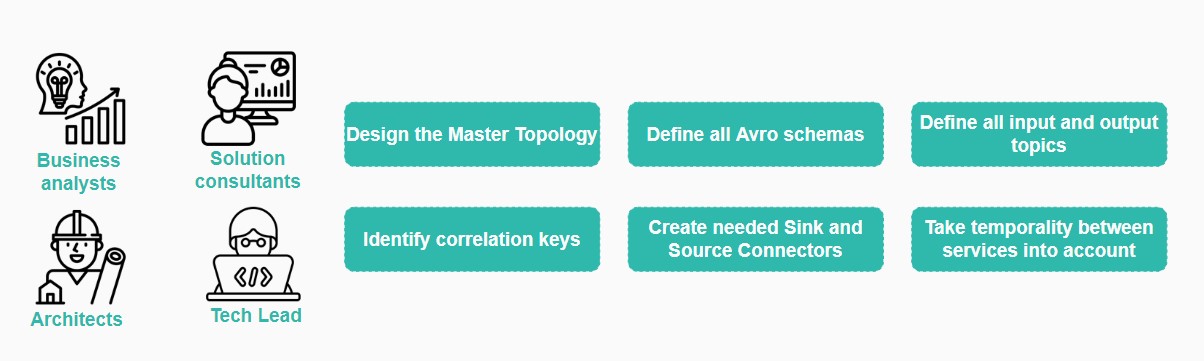 Business
analysts
Solution
consultants
Architects
Tech Lead
Design the Master Topology
Define all Avro schemas
Define all input and output
topics
Identify correlation keys
Create needed Sink and
Source Connectors
Take temporality between
services into account